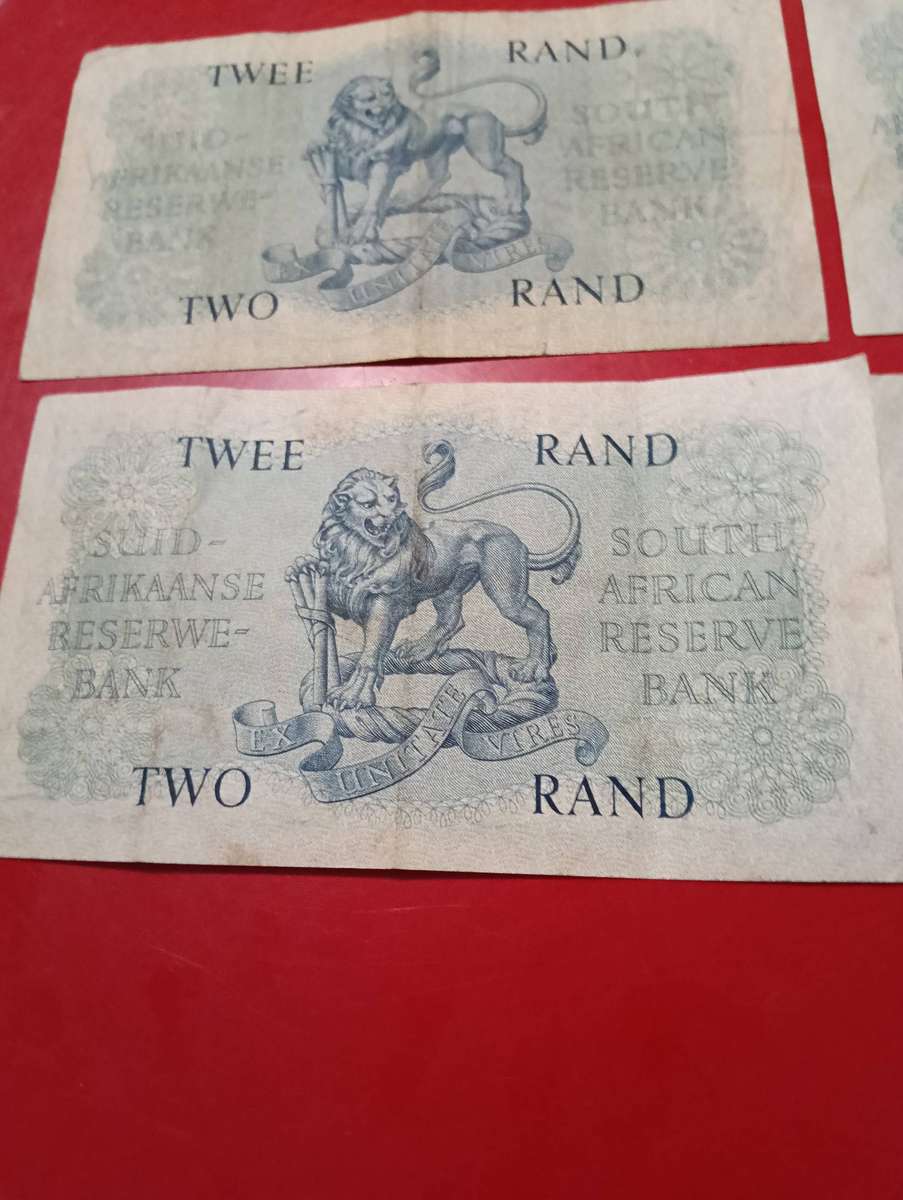 TWEE RAND
SUID- SOUTH
AFRIKAANSE AFRICAN
RESERWE- RESERVE
BANK BANK
EX UNITATE VIRES
TWO RAND
TWEE RAND
SUID- SOUTH
AFRIKAANSE AFRICAN
RESERWE- RESERVE
BANK BANK
EX UNITATE VIRES
TWO RAND